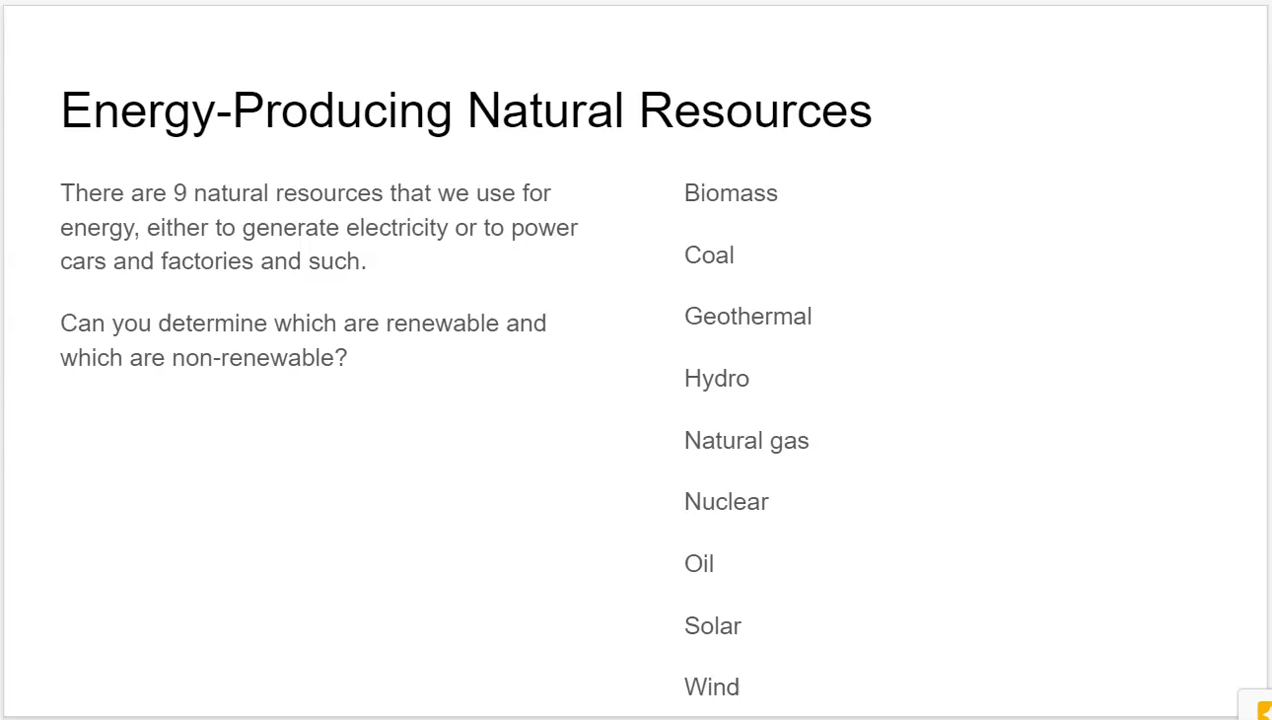 Energy-Producing Natural Resources
There are 9 natural resources that we use for
energy, either to generate electricity or to power
cars and factories and such.
Can you determine which are renewable and
which are non-renewable?
Biomass
Coal
Geothermal
Hydro
Natural gas
Nuclear
Oil
Solar
Wind